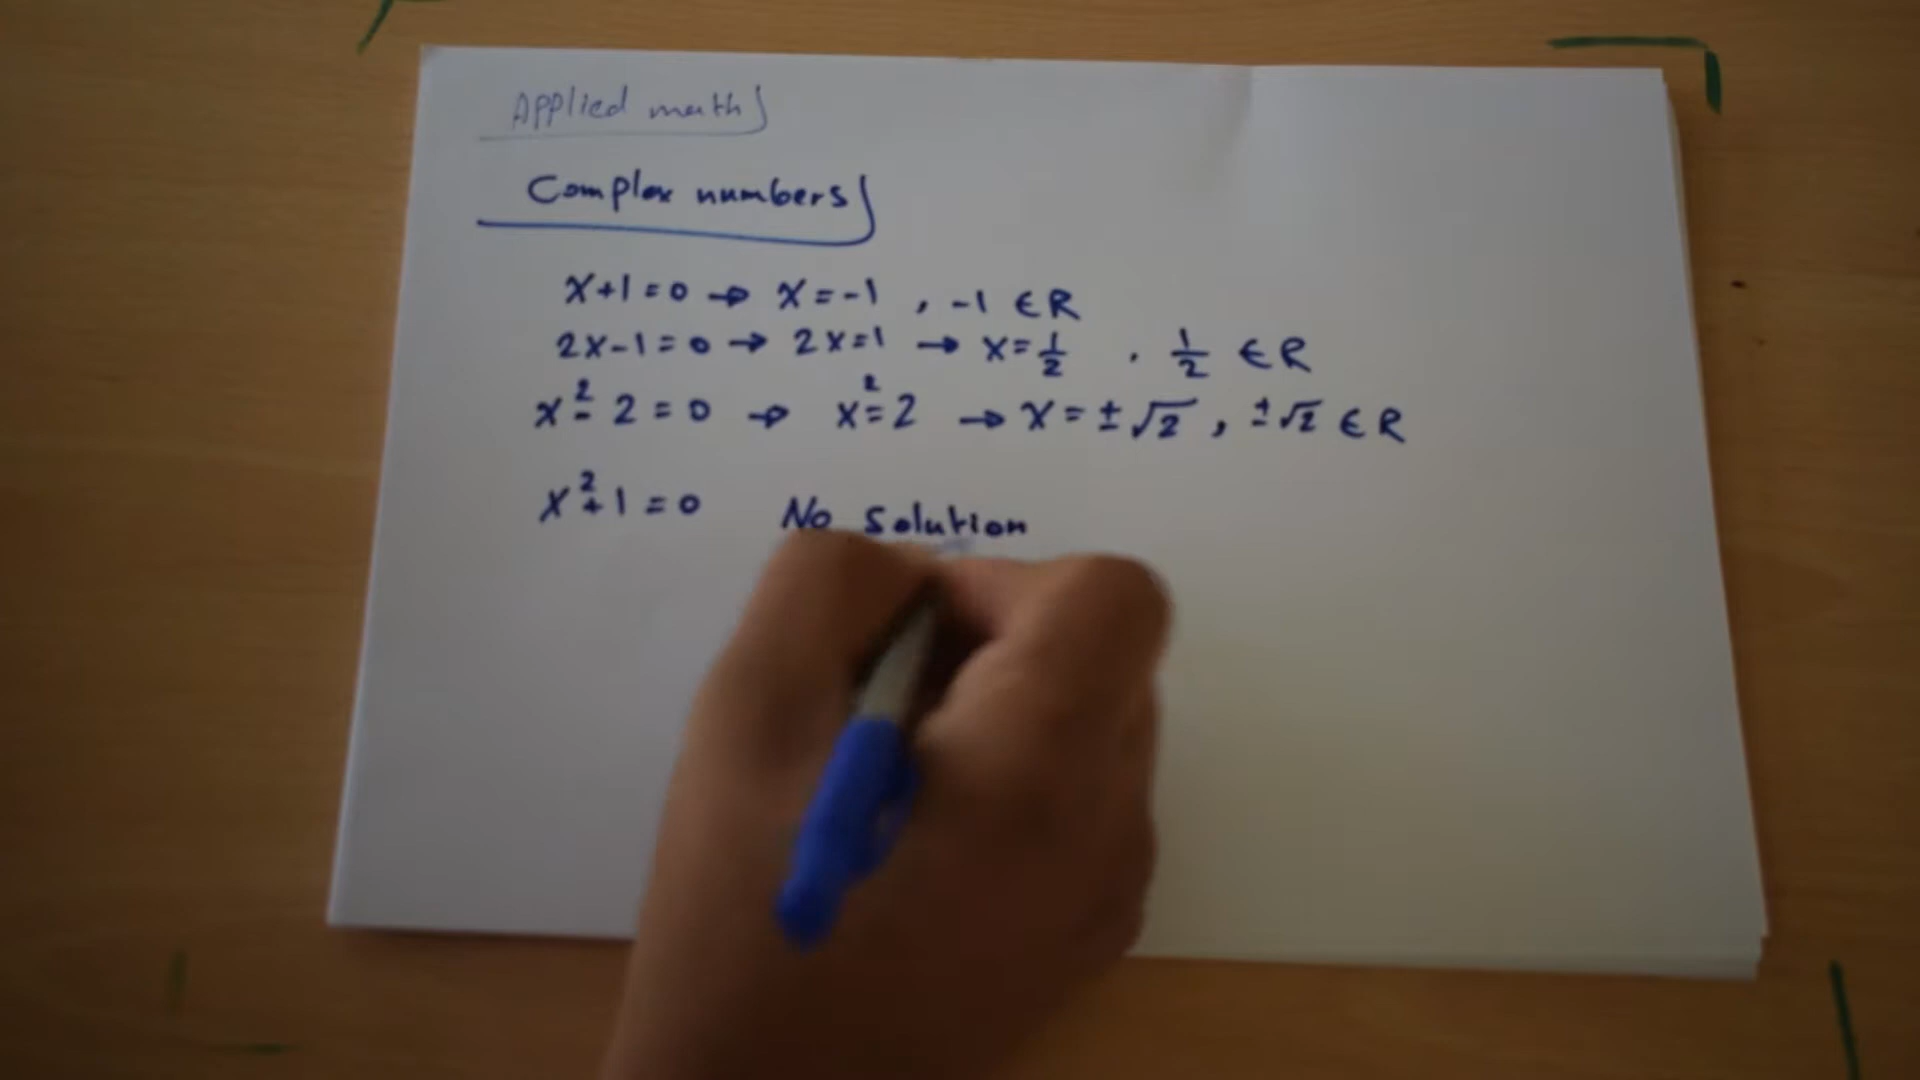 Applied math
Complex numbers
x+1=0 → x=-1 , -1 ∈ R
2x-1=0 → 2x=1 → x=1/2 . 1/2 ∈ R
x²-2=0 → x²=2 → x=±√2 , ±√2 ∈ R
x²+1=0 No Solution